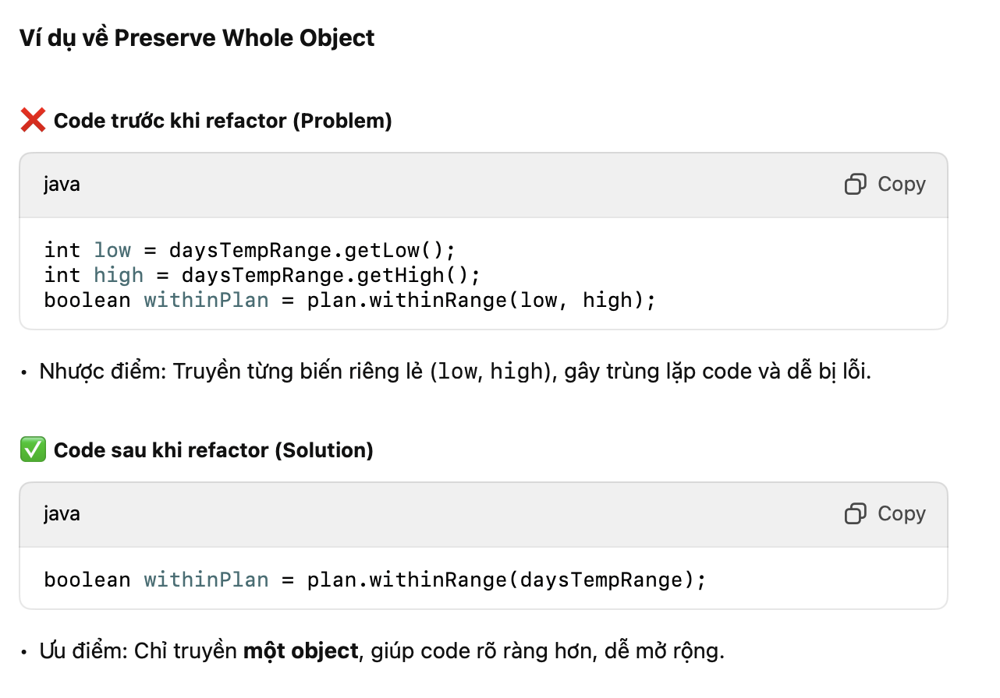 Ví dụ về Preserve Whole Object
❌ Code trước khi refactor (Problem)
java
Copy
int low = daysTempRange.getLow();
int high = daysTempRange.getHigh();
boolean withinPlan = plan.withinRange(low, high);
• Nhược điểm: Truyền từng biến riêng lẻ (low, high), gây trùng lặp code và dễ bị lỗi.
✅ Code sau khi refactor (Solution)
java
Copy
boolean withinPlan = plan.withinRange(daysTempRange);
• Ưu điểm: Chỉ truyền một object, giúp code rõ ràng hơn, dễ mở rộng.